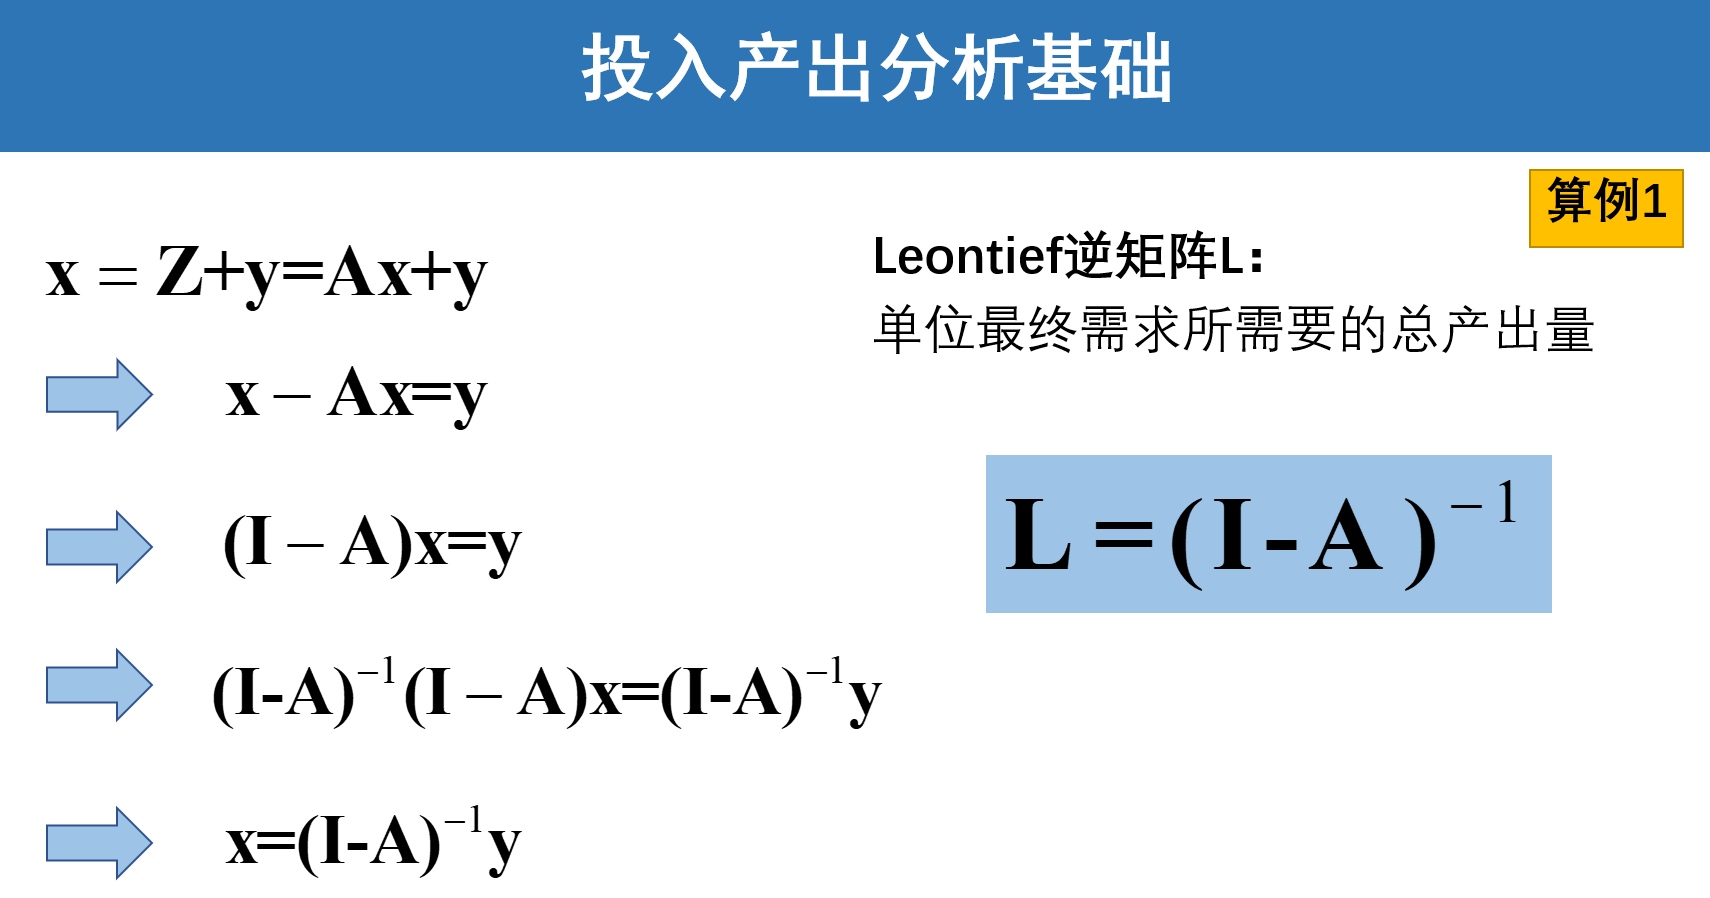 投入产出分析基础
算例1
x = Z+y=Ax+y
x – Ax=y
(I – A)x=y
(I-A)⁻¹(I – A)x=(I-A)⁻¹y
x=(I-A)⁻¹y
Leontief逆矩阵L：
单位最终需求所需要的总产出量
L=(I-A)⁻¹